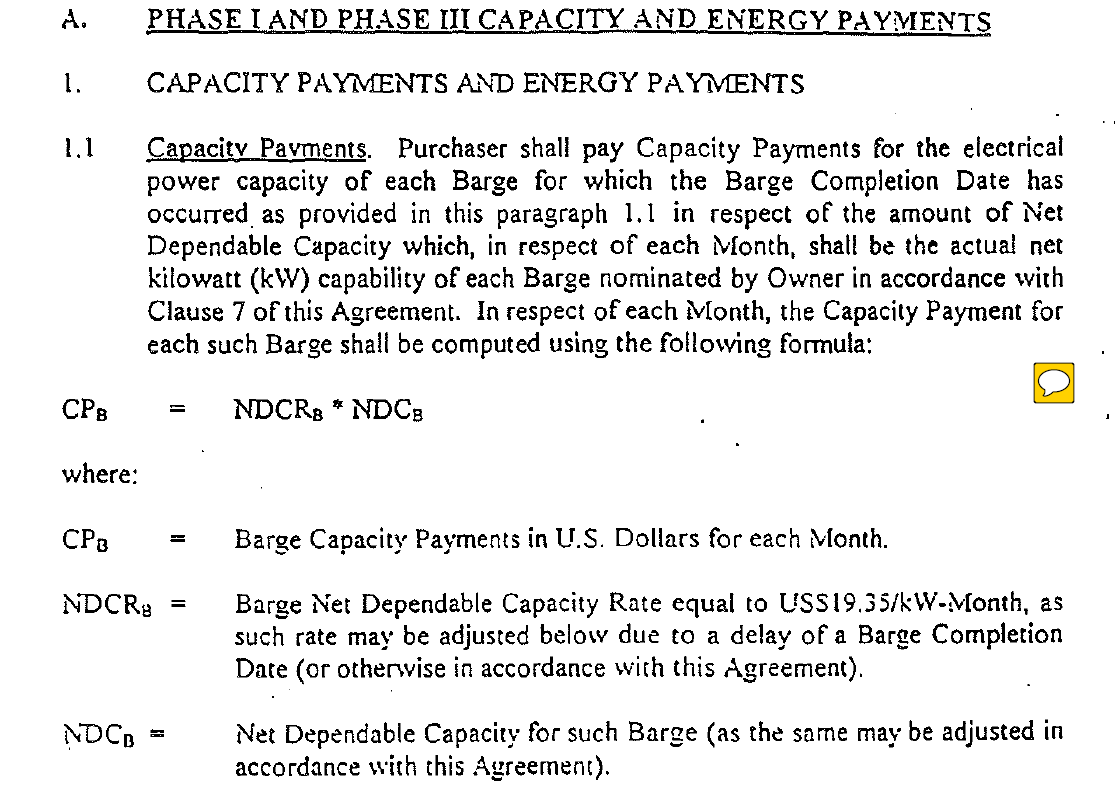 A. PHASE I AND PHASE III CAPACITY AND ENERGY PAYMENTS
1. CAPACITY PAYMENTS AND ENERGY PAYMENTS
1.1 Capacity Payments. Purchaser shall pay Capacity Payments for the electrical
power capacity of each Barge for which the Barge Completion Date has
occurred as provided in this paragraph 1.1 in respect of the amount of Net
Dependable Capacity which, in respect of each Month, shall be the actual net
kilowatt (kW) capability of each Barge nominated by Owner in accordance with
Clause 7 of this Agreement. In respect of each Month, the Capacity Payment for
each such Barge shall be computed using the following formula:
CPB = NDCRB * NDCB
where:
CPB = Barge Capacity Payments in U.S. Dollars for each Month.
NDCRB = Barge Net Dependable Capacity Rate equal to US$19.35/kW-Month, as
such rate may be adjusted below due to a delay of a Barge Completion
Date (or otherwise in accordance with this Agreement).
NDCB = Net Dependable Capacity for such Barge (as the same may be adjusted in
accordance with this Agreement).